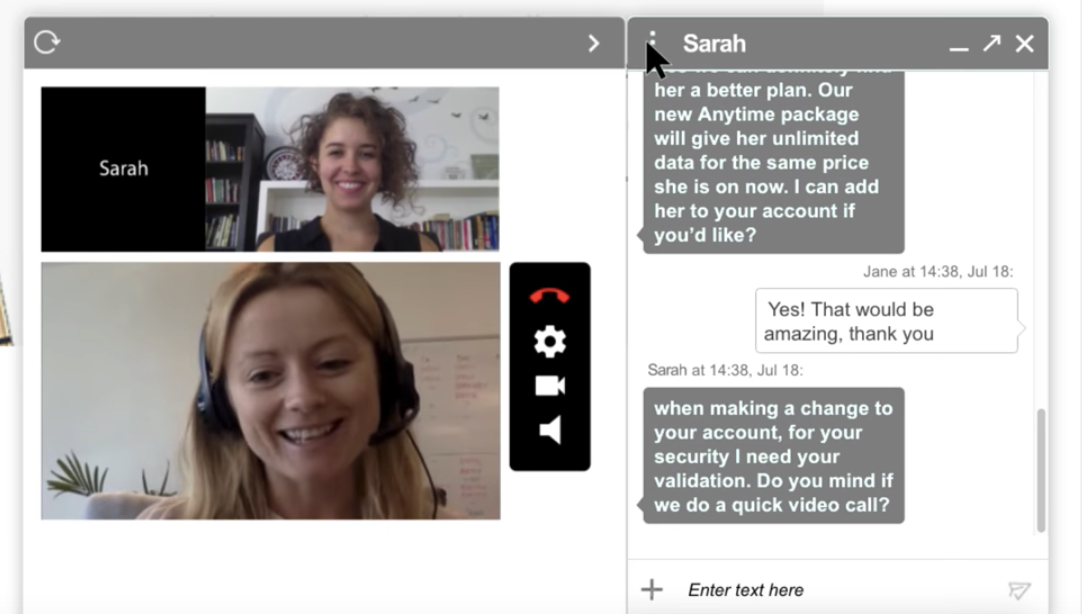 Sarah
Sarah
her a better plan. Our
new Anytime package
will give her unlimited
data for the same price
she is on now. I can add
her to your account if
you’d like?
Jane at 14:38, Jul 18:
Yes! That would be
amazing, thank you
Sarah at 14:38, Jul 18:
when making a change to
your account, for your
security I need your
validation. Do you mind if
we do a quick video call?
Enter text here